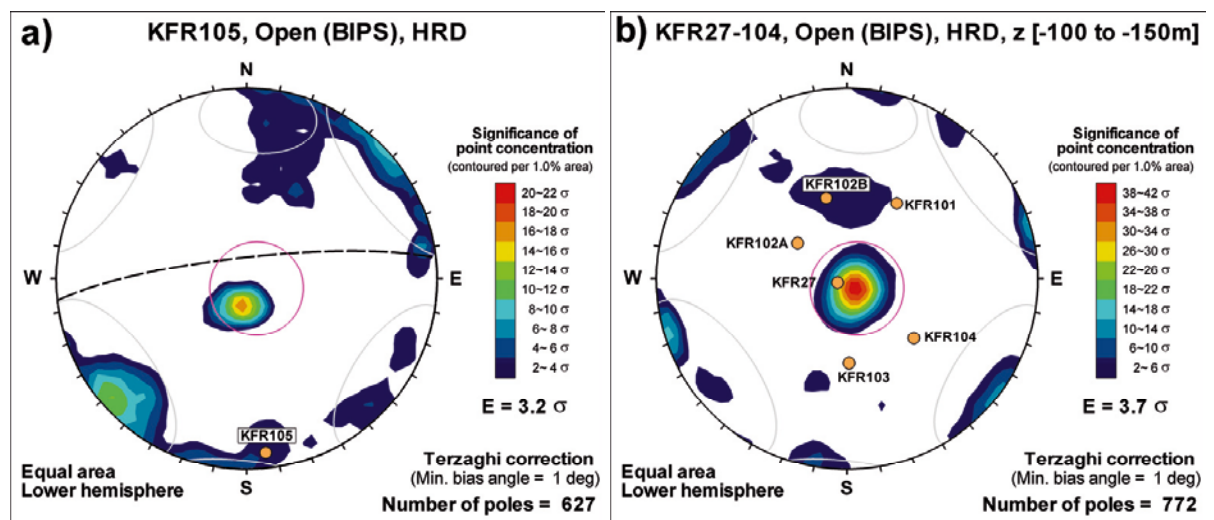 a) KFR105, Open (BIPS), HRD
N
W
E
S
KFR105
Significance of
point concentration
(contoured per 1.0% area)
20~22 σ
18~20 σ
16~18 σ
14~16 σ
12~14 σ
10~12 σ
8~10 σ
6~ 8 σ
4~ 6 σ
2~ 4 σ
E = 3.2 σ
Equal area
Lower hemisphere
Terzaghi correction
(Min. bias angle = 1 deg)
Number of poles = 627
b) KFR27-104, Open (BIPS), HRD, z [-100 to -150m]
N
W
E
S
KFR102B
KFR101
KFR102A
KFR27
KFR104
KFR103
Significance of
point concentration
(contoured per 1.0% area)
38~42 σ
34~38 σ
30~34 σ
26~30 σ
22~26 σ
18~22 σ
14~18 σ
10~14 σ
6~10 σ
2~6 σ
E = 3.7 σ
Equal area
Lower hemisphere
Terzaghi correction
(Min. bias angle = 1 deg)
Number of poles = 772